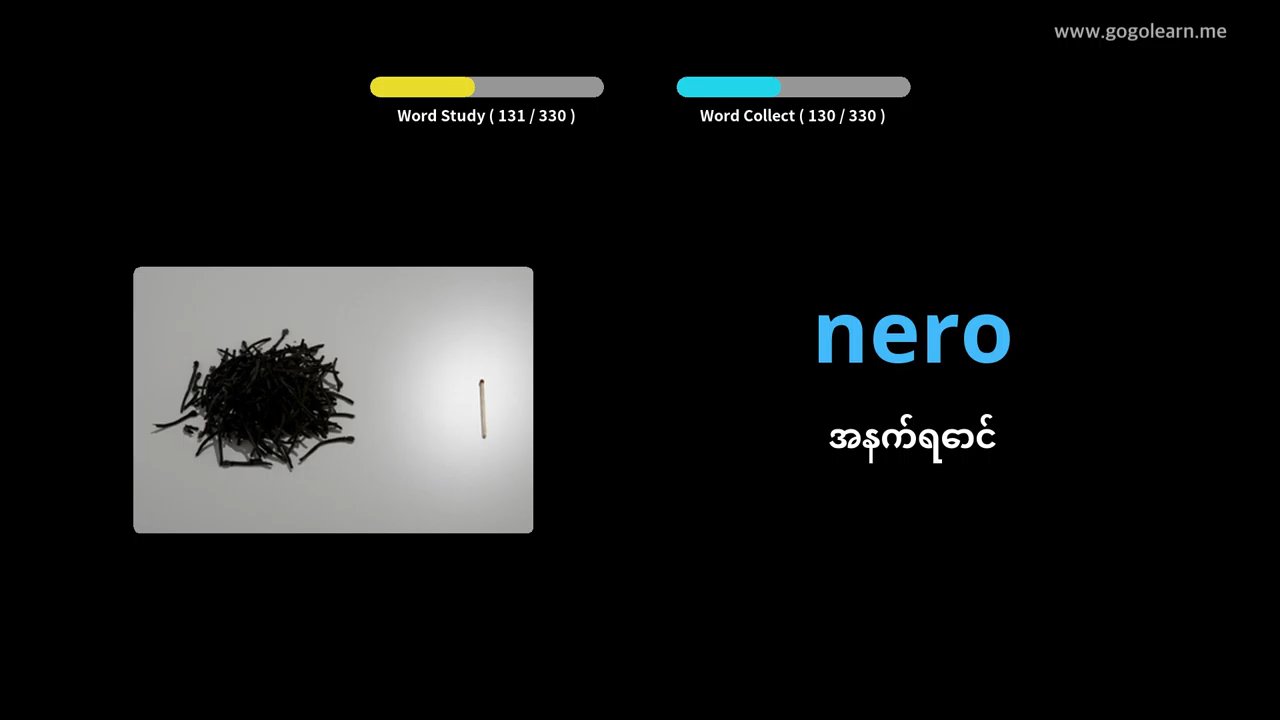 www.gogolearn.me
Word Study ( 131 / 330 )
Word Collect ( 130 / 330 )
nero
အနက်ရောင်